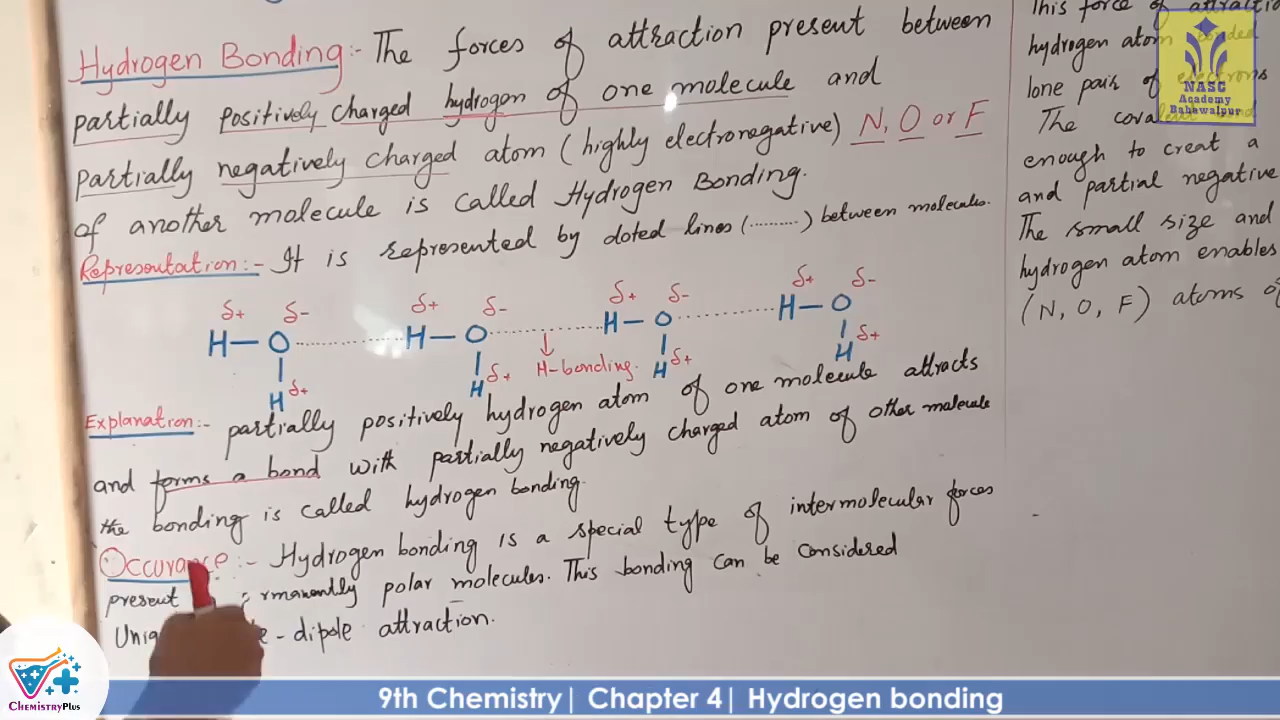 Hydrogen Bonding:- The forces of attraction present between
partially positively charged hydrogen of one molecule and
partially negatively charged atom (highly electronegative) N, O or F
of another molecule is called Hydrogen Bonding.
Representation:- It is represented by doted lines (.........) between molecules.
δ+ δ- δ+ δ- δ+ δ- δ+ δ-
H–O ............ H–O ............ H–O ............ H–O
H δ+ H δ+ H-bonding. H δ+ H δ+
Explanation:- partially positively hydrogen atom of one molecule attracts
and forms a bond with partially negatively charged atom of other molecule
the bonding is called hydrogen bonding.
Occurance:- Hydrogen bonding is a special type of intermolecular forces
present rmanently polar molecules. This bonding can be considered
Uniq e - dipole attraction.
This force of attractio
hydrogen atom bonded
lone pair of electrons
The covalent
enough to creat a
and partial negative
The small size and
hydrogen atom enables
(N, O, F) atoms of
NASC
Academy
Bahawalpur
ChemistryPlus
9th Chemistry| Chapter 4| Hydrogen bonding